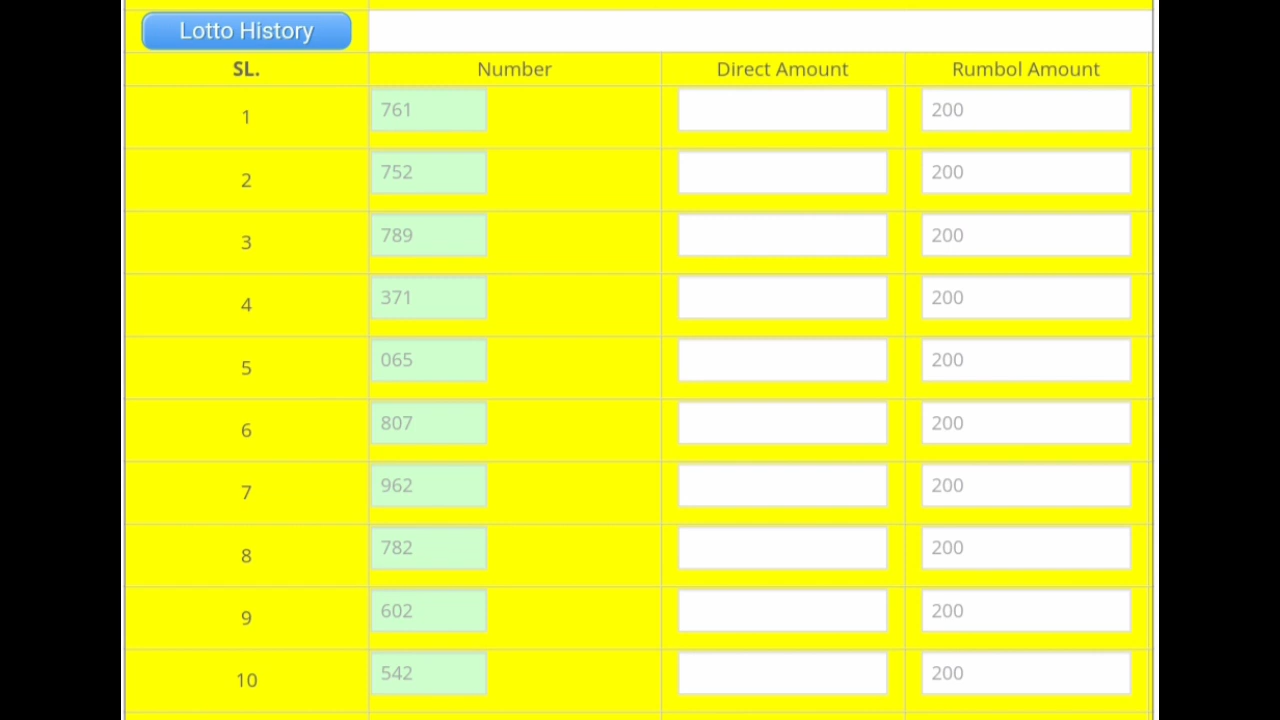 Lotto History
SL. Number Direct Amount Rumbol Amount
1 761 200
2 752 200
3 789 200
4 371 200
5 065 200
6 807 200
7 962 200
8 782 200
9 602 200
10 542 200